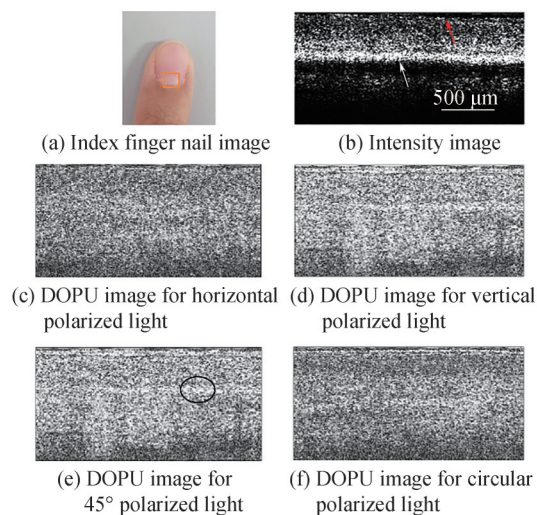 500 μm
(a) Index finger nail image
(b) Intensity image
(c) DOPU image for horizontal
polarized light
(d) DOPU image for vertical
polarized light
(e) DOPU image for
45° polarized light
(f) DOPU image for circular
polarized light